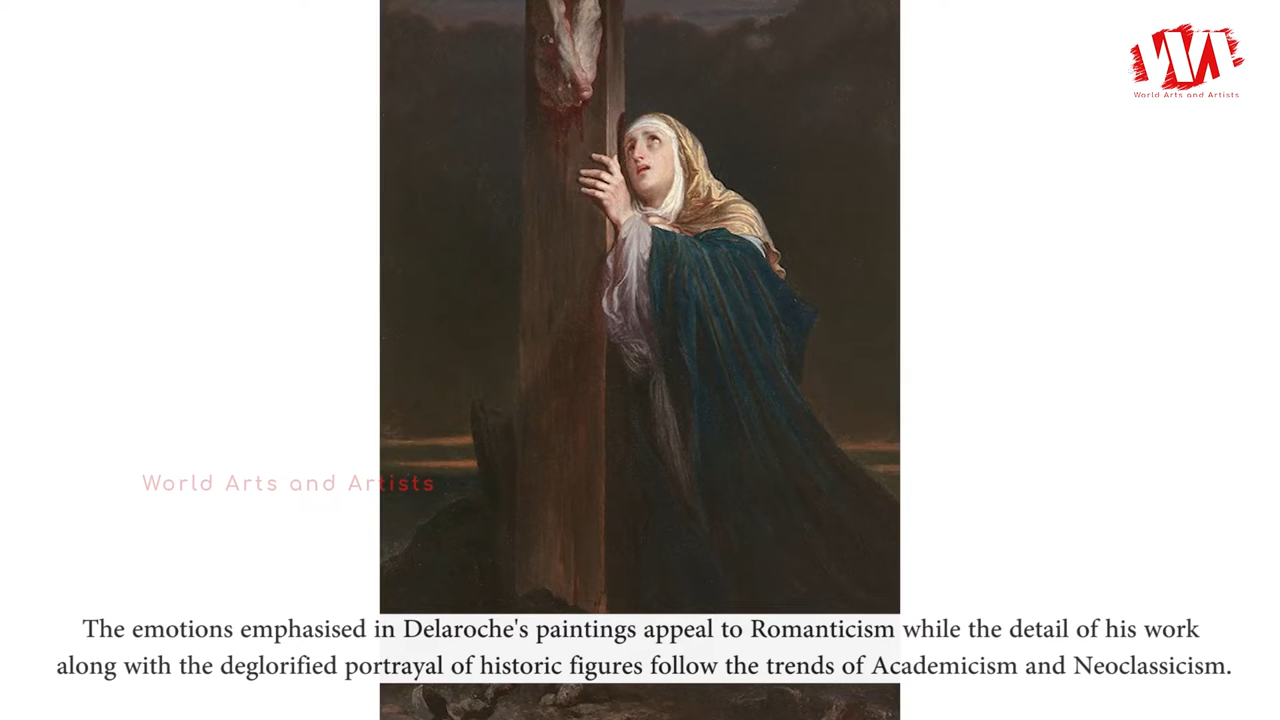 World Arts and Artists
World Arts and Artists
The emotions emphasised in Delaroche's paintings appeal to Romanticism while the detail of his work
along with the deglorified portrayal of historic figures follow the trends of Academicism and Neoclassicism.